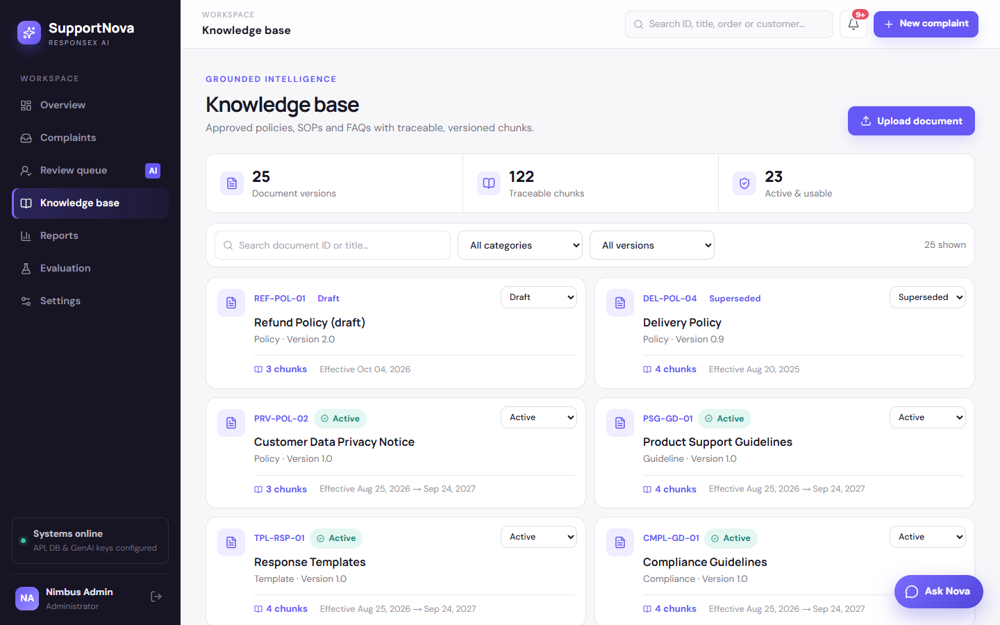 SupportNova
RESPONSEX AI
WORKSPACE
Overview
Complaints
Review queue
AI
Knowledge base
Reports
Evaluation
Settings
Systems online
API, DB & GenAI keys configured
NA
Nimbus Admin
Administrator
WORKSPACE
Knowledge base
Search ID, title, order or customer...
9+
New complaint
GROUNDED INTELLIGENCE
Knowledge base
Approved policies, SOPs and FAQs with traceable, versioned chunks.
Upload document
25
Document versions
122
Traceable chunks
23
Active & usable
Search document ID or title...
All categories
All versions
25 shown
REF-POL-01 Draft
Draft
Refund Policy (draft)
Policy · Version 2.0
3 chunks Effective Oct 04, 2026
DEL-POL-04 Superseded
Superseded
Delivery Policy
Policy · Version 0.9
4 chunks Effective Aug 20, 2025
PRV-POL-02 Active
Active
Customer Data Privacy Notice
Policy · Version 1.0
3 chunks Effective Aug 25, 2026 → Sep 24, 2027
PSG-GD-01 Active
Active
Product Support Guidelines
Guideline · Version 1.0
4 chunks Effective Aug 25, 2026 → Sep 24, 2027
TPL-RSP-01 Active
Active
Response Templates
Template · Version 1.0
4 chunks Effective Aug 25, 2026 → Sep 24, 2027
CMPL-GD-01 Active
Active
Compliance Guidelines
Compliance · Version 1.0
4 chunks Effective Aug 25, 2026 → Sep 24, 2027
Ask Nova